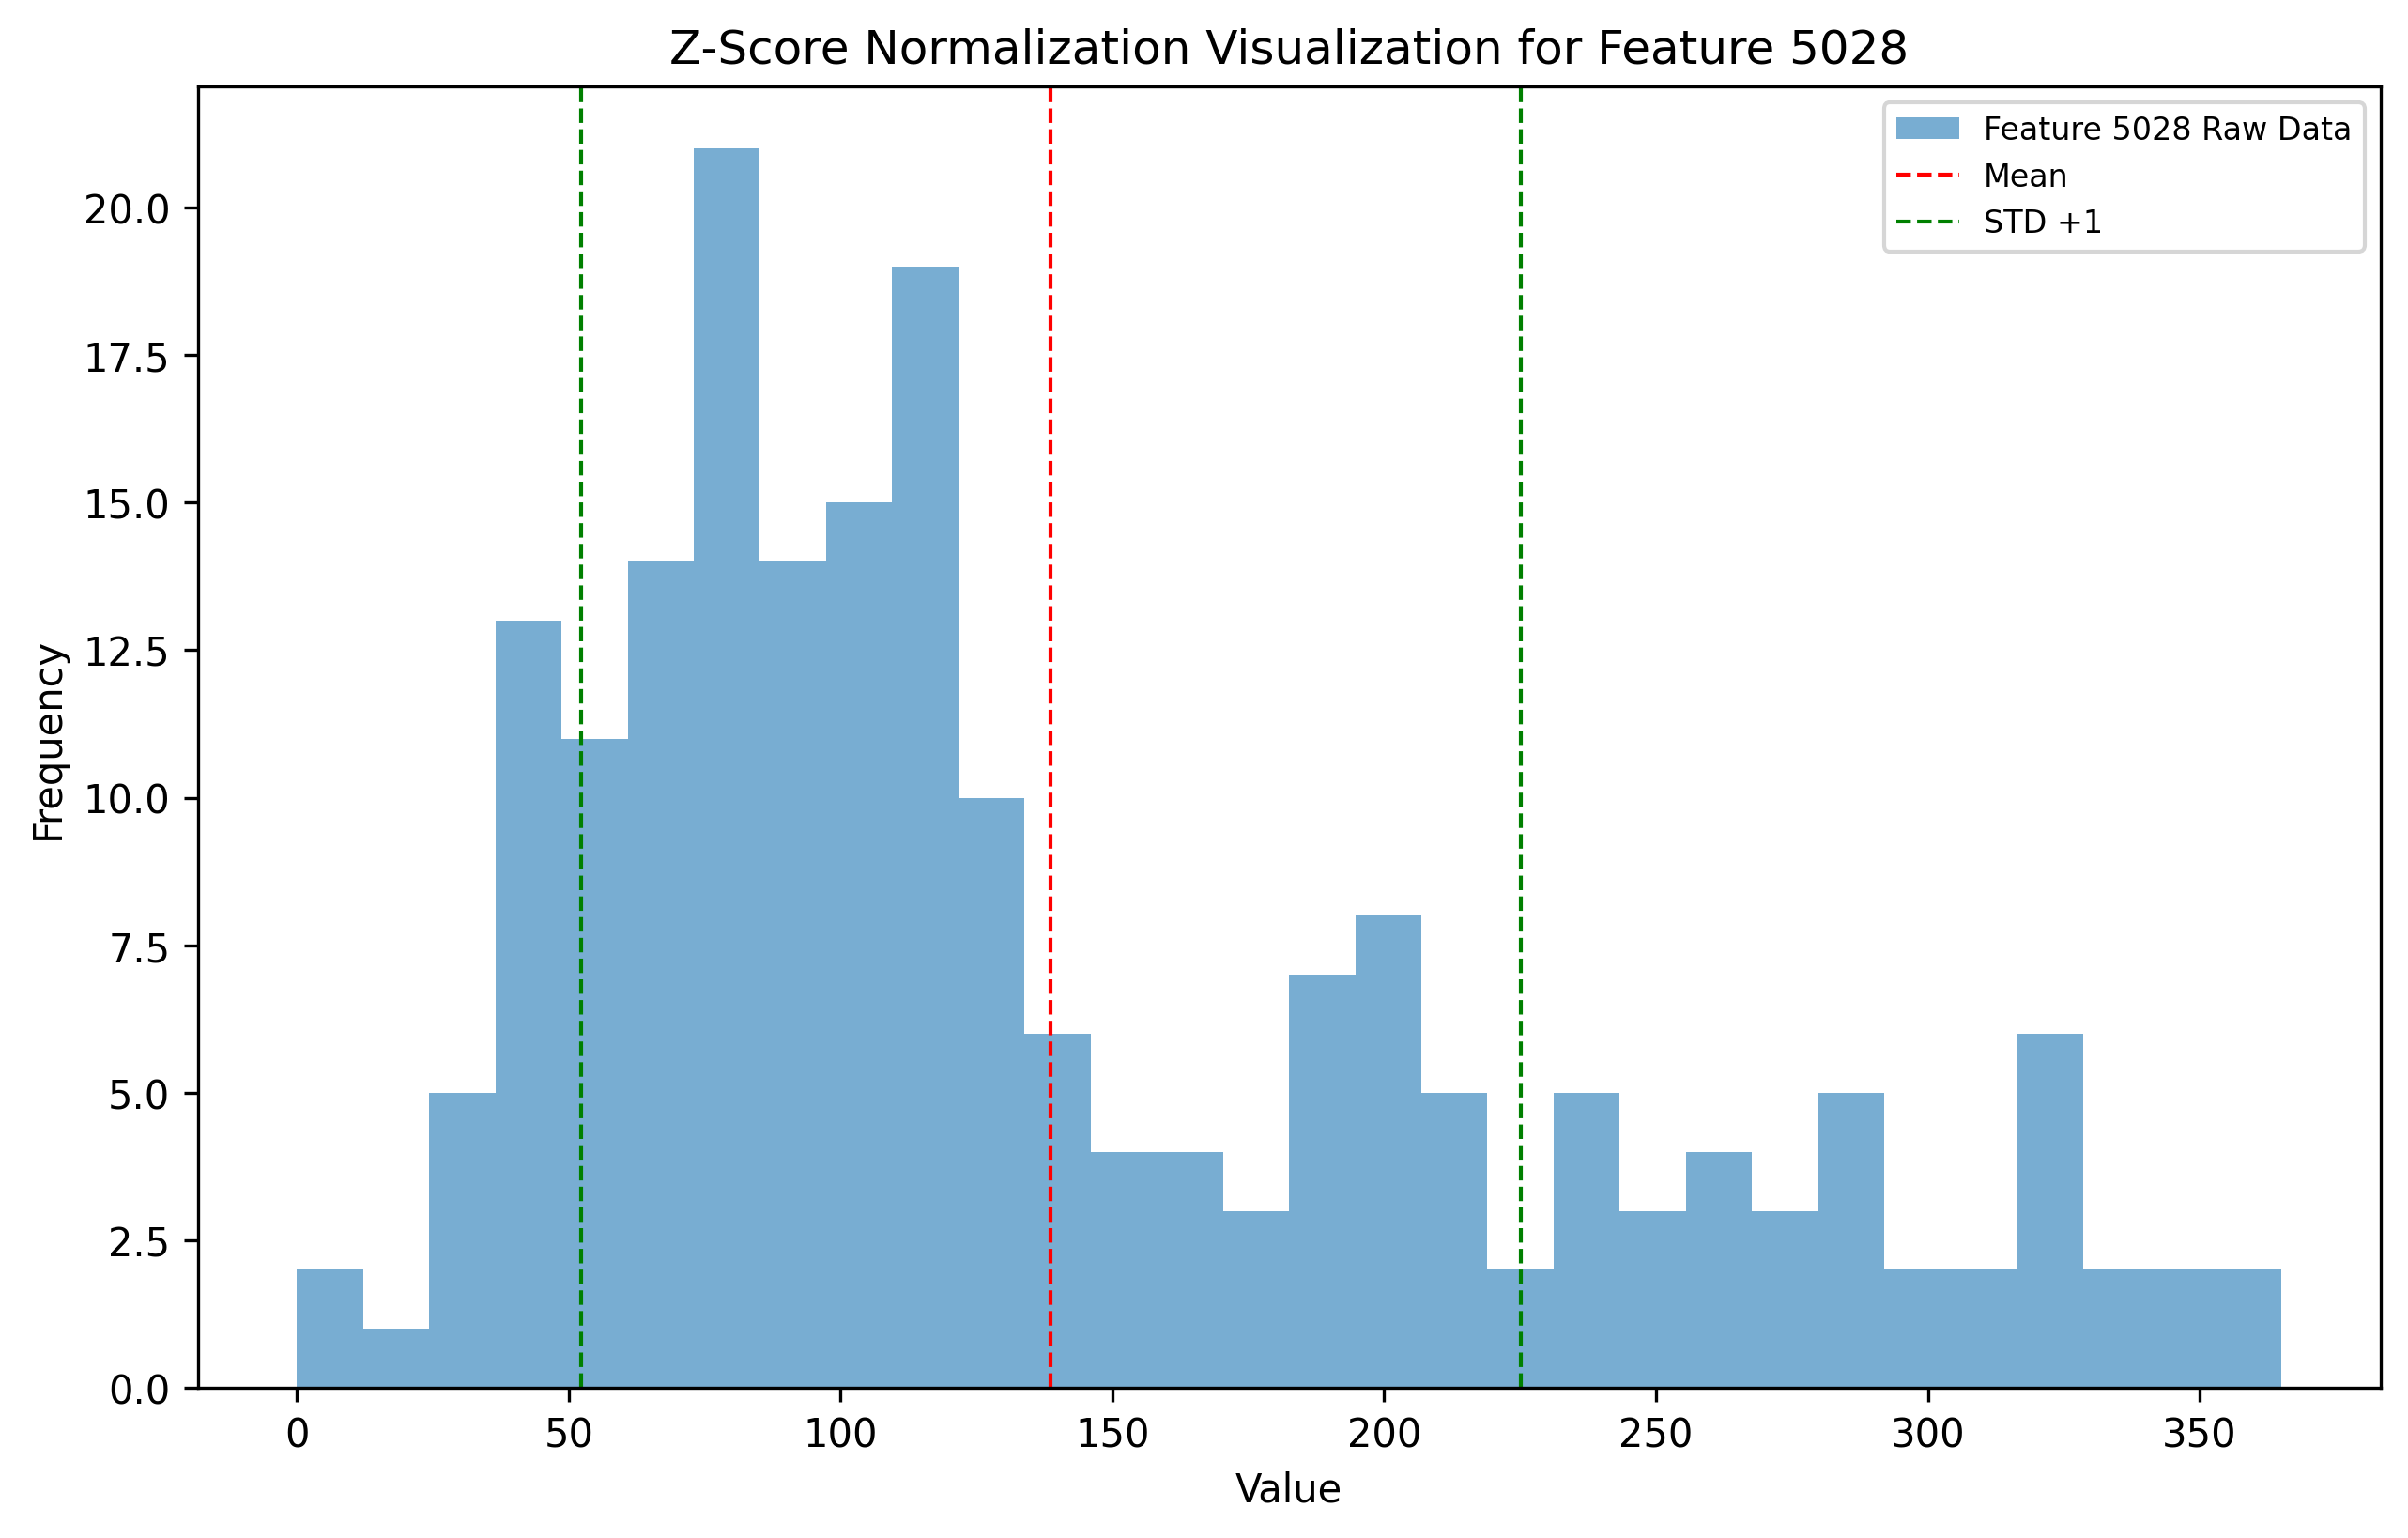 Z-Score Normalization Visualization for Feature 5028
Feature 5028 Raw Data
Mean
STD +1
20.0
17.5
15.0
12.5
10.0
7.5
5.0
2.5
0.0
Frequency
0 50 100 150 200 250 300 350
Value